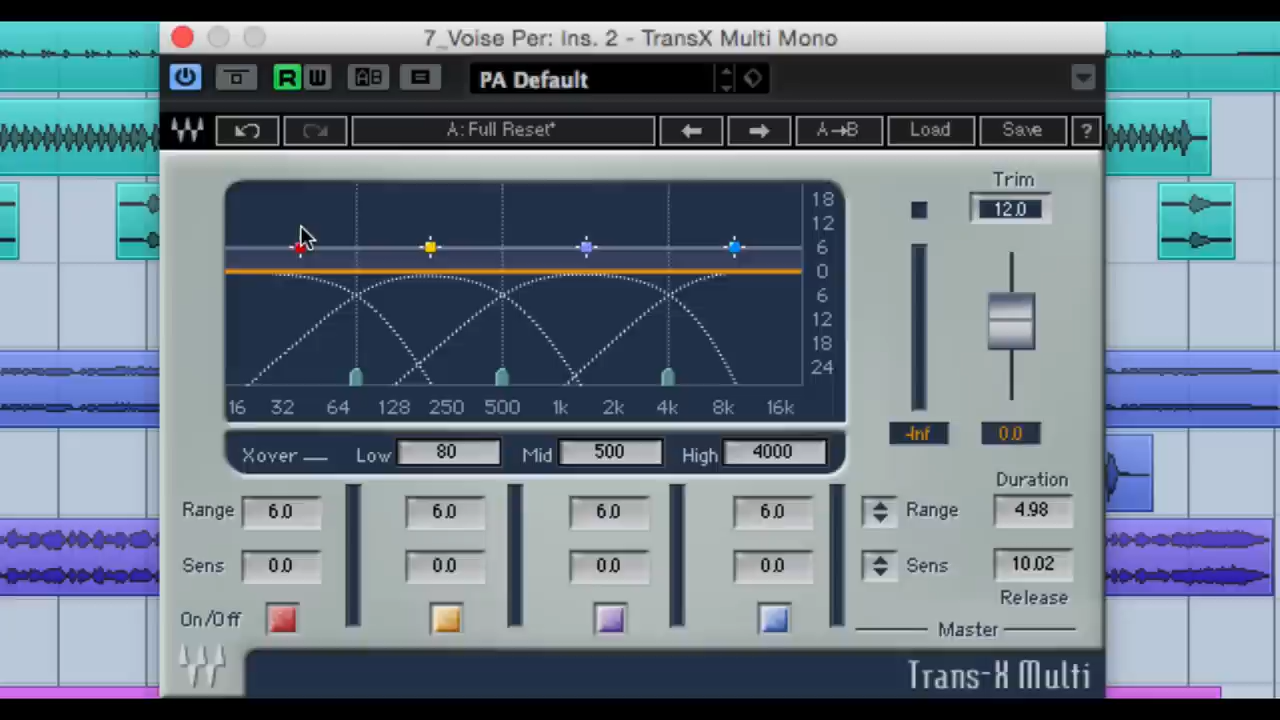 7_Voise Per: Ins. 2 - TransX Multi Mono
R W AB PA Default
A: Full Reset* A→B Load Save ?
Trim
12.0
18
12
6
0
6
12
18
24
16 32 64 128 250 500 1k 2k 4k 8k 16k
-Inf 0.0
Xover Low 80 Mid 500 High 4000
Duration
Range 6.0 6.0 6.0 6.0 Range 4.98
Sens 0.0 0.0 0.0 0.0 Sens 10.02
Release
On/Off
Master
Trans-X Multi